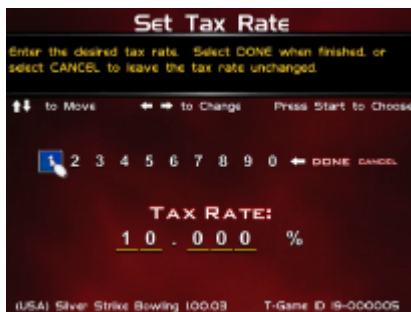 Set Tax Rate
Enter the desired tax rate. Select DONE when finished, or
select CANCEL to leave the tax rate unchanged.
to Move to Change Press Start to Choose
1 2 3 4 5 6 7 8 9 0 DONE CANCEL
TAX RATE:
10.000 %
(USA) Silver Strike Bowling 1.00.03 T-Game ID 19-000005